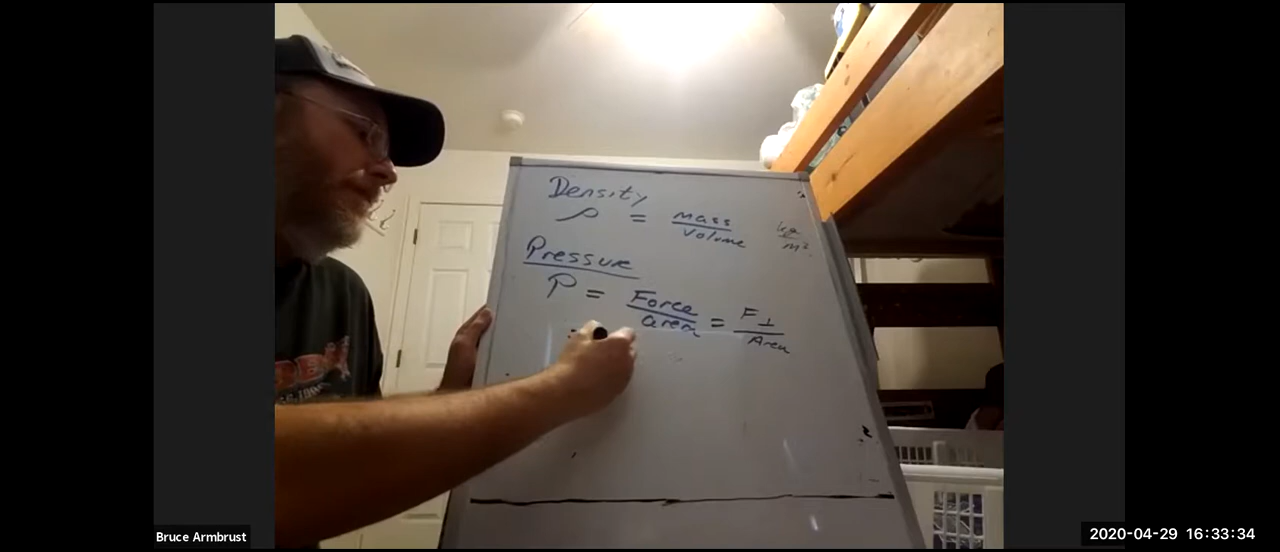 Density
ρ = mass/volume kg/m³
Pressure
P = Force/area = F⊥/Area
Bruce Armbrust
2020-04-29 16:33:34